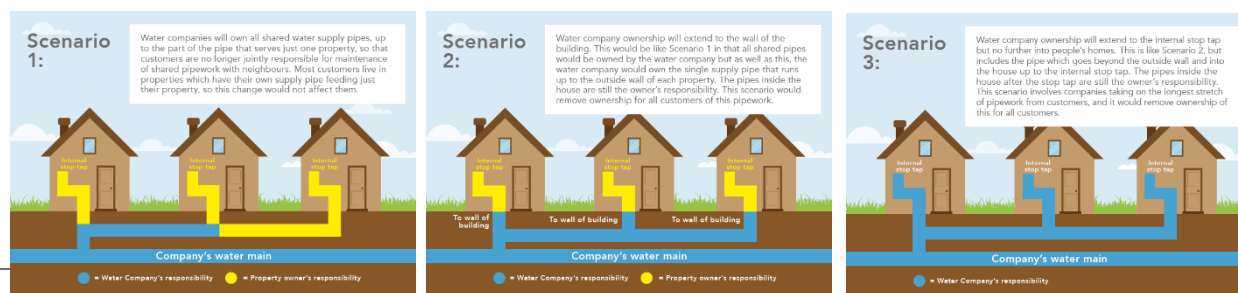 Scenario
1:
Water companies will own all shared water supply pipes, up
to the part of the pipe that serves just one property, so that
customers are no longer jointly responsible for maintenance
of shared pipework with neighbours. Most customers live in
properties which have their own supply pipe feeding just
their property, so this change would not affect them.
Internal
stop tap
Internal
stop tap
Internal
stop tap
Company's water main
= Water Company's responsibility
= Property owner's responsibility
Scenario
2:
Water company ownership will extend to the wall of the
building. This would be like Scenario 1 in that all shared pipes
would be owned by the water company but as well as this, the
water company would own the single supply pipe that runs
up to the outside wall of each property. The pipes inside the
house are still the owner's responsibility. This scenario would
remove ownership for all customers of this pipework.
Internal
stop tap
Internal
stop tap
Internal
stop tap
To wall of
building
To wall of building
To wall of building
Company's water main
= Water Company's responsibility
= Property owner's responsibility
Scenario
3:
Water company ownership will extend to the internal stop tap
but no further into people's homes. This is like Scenario 2, but
includes the pipe which goes beyond the outside wall and into
the house up to the internal stop tap. The pipes inside the
house after the stop tap are still the owner's responsibility.
This scenario involves companies taking on the longest stretch
of pipework from customers, and it would remove ownership of
this for all customers.
Internal
stop tap
Internal
stop tap
Internal
stop tap
Company's water main
= Water Company's responsibility